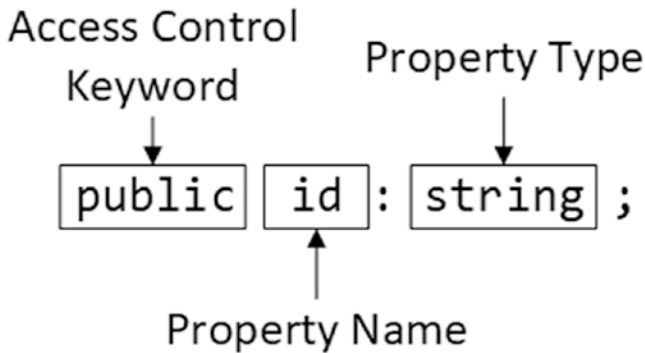 Access Control
Keyword
Property Type
public id : string ;
Property Name